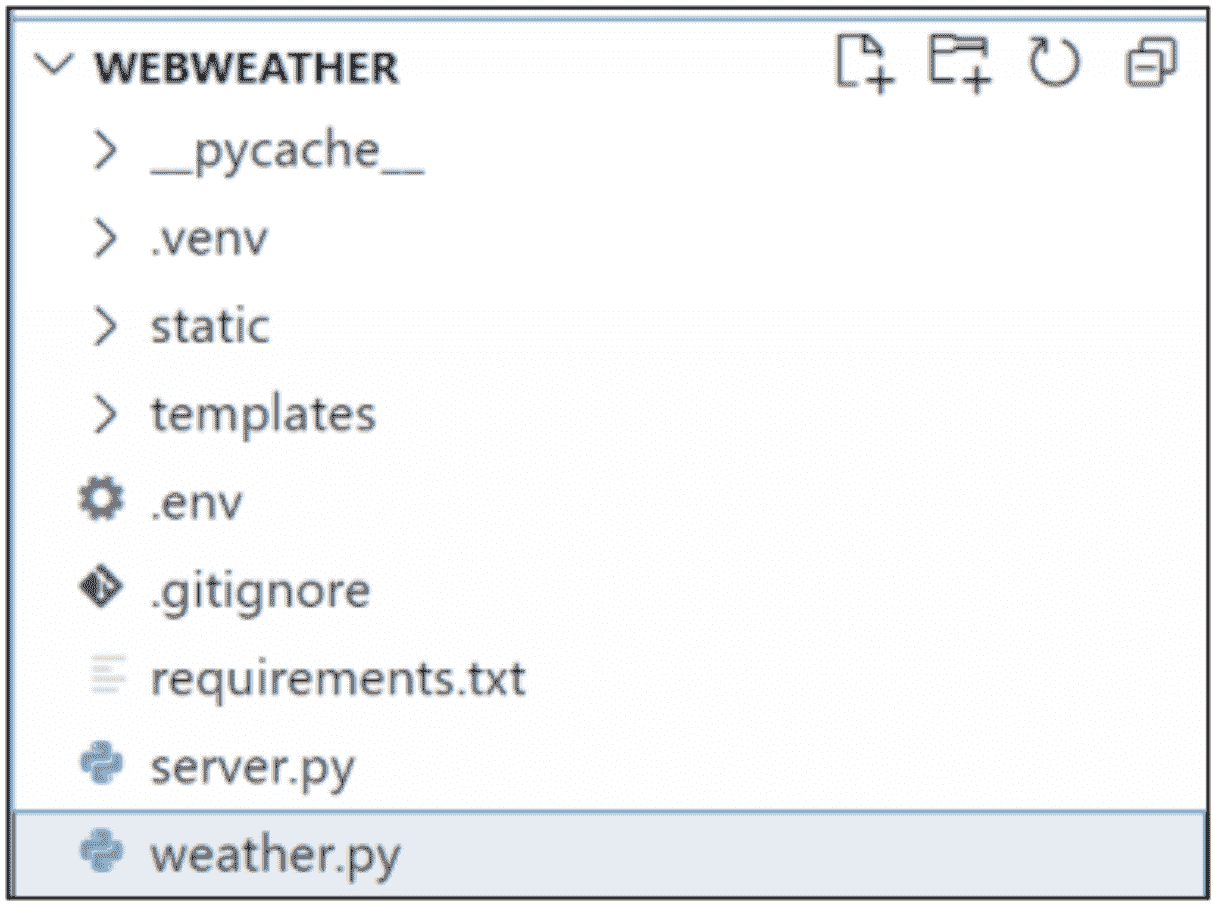 WEBWEATHER
__pycache__
.venv
static
templates
.env
.gitignore
requirements.txt
server.py
weather.py